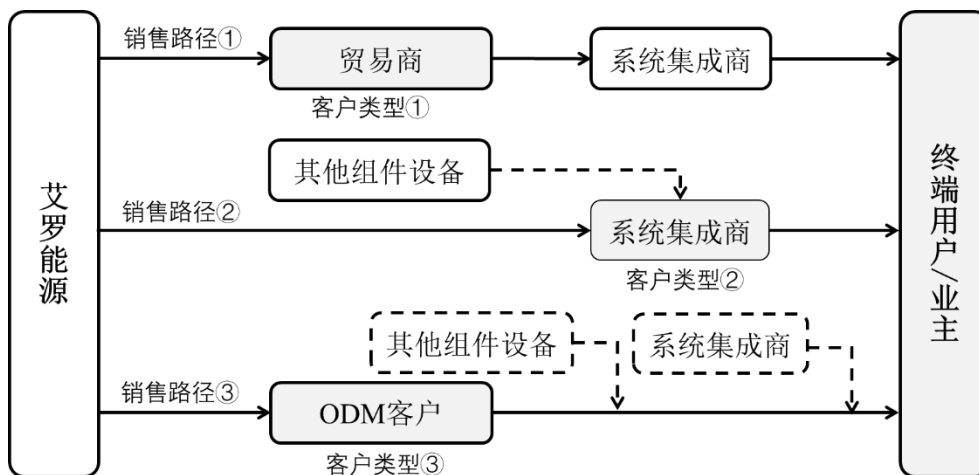 艾罗能源
销售路径①
贸易商
客户类型①
系统集成商
其他组件设备
销售路径②
系统集成商
客户类型②
其他组件设备
系统集成商
销售路径③
ODM客户
客户类型③
终端用户/业主